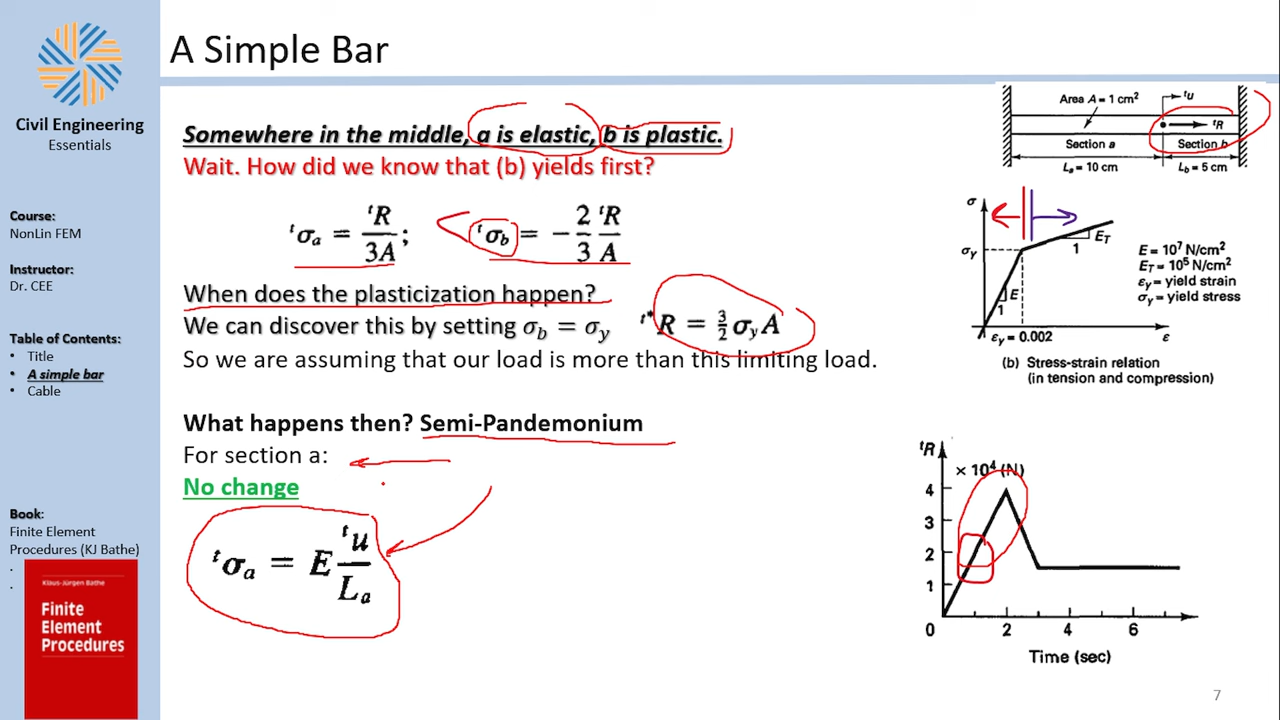 A Simple Bar
Civil Engineering
Essentials
Course:
NonLin FEM
Instructor:
Dr. CEE
Table of Contents:
• Title
• A simple bar
• Cable
Book:
Finite Element
Procedures (KJ Bathe)
.
.
Klaus-Jürgen Bathe
Finite
Element
Procedures
Somewhere in the middle, a is elastic, b is plastic.
Wait. How did we know that (b) yields first?
ᵗσₐ = ᵗR / 3A ; ᵗσ_b = − 2/3 ᵗR / A
When does the plasticization happen?
We can discover this by setting σ_b = σ_y ᵗ*R = 3/2 σ_y A
So we are assuming that our load is more than this limiting load.
What happens then? Semi-Pandemonium
For section a:
No change
ᵗσₐ = E ᵗu / Lₐ
Area A = 1 cm²
ᵗu
ᵗR
Section a
Section b
Lₐ = 10 cm
L_b = 5 cm
σ
σ_Y
E_T
1
E
1
ε_y = 0.002
ε
E = 10⁷ N/cm²
E_T = 10⁵ N/cm²
ε_y = yield strain
σ_y = yield stress
(b) Stress-strain relation
(in tension and compression)
ᵗR
× 10⁴ (N)
4
3
2
1
0 2 4 6
Time (sec)
7